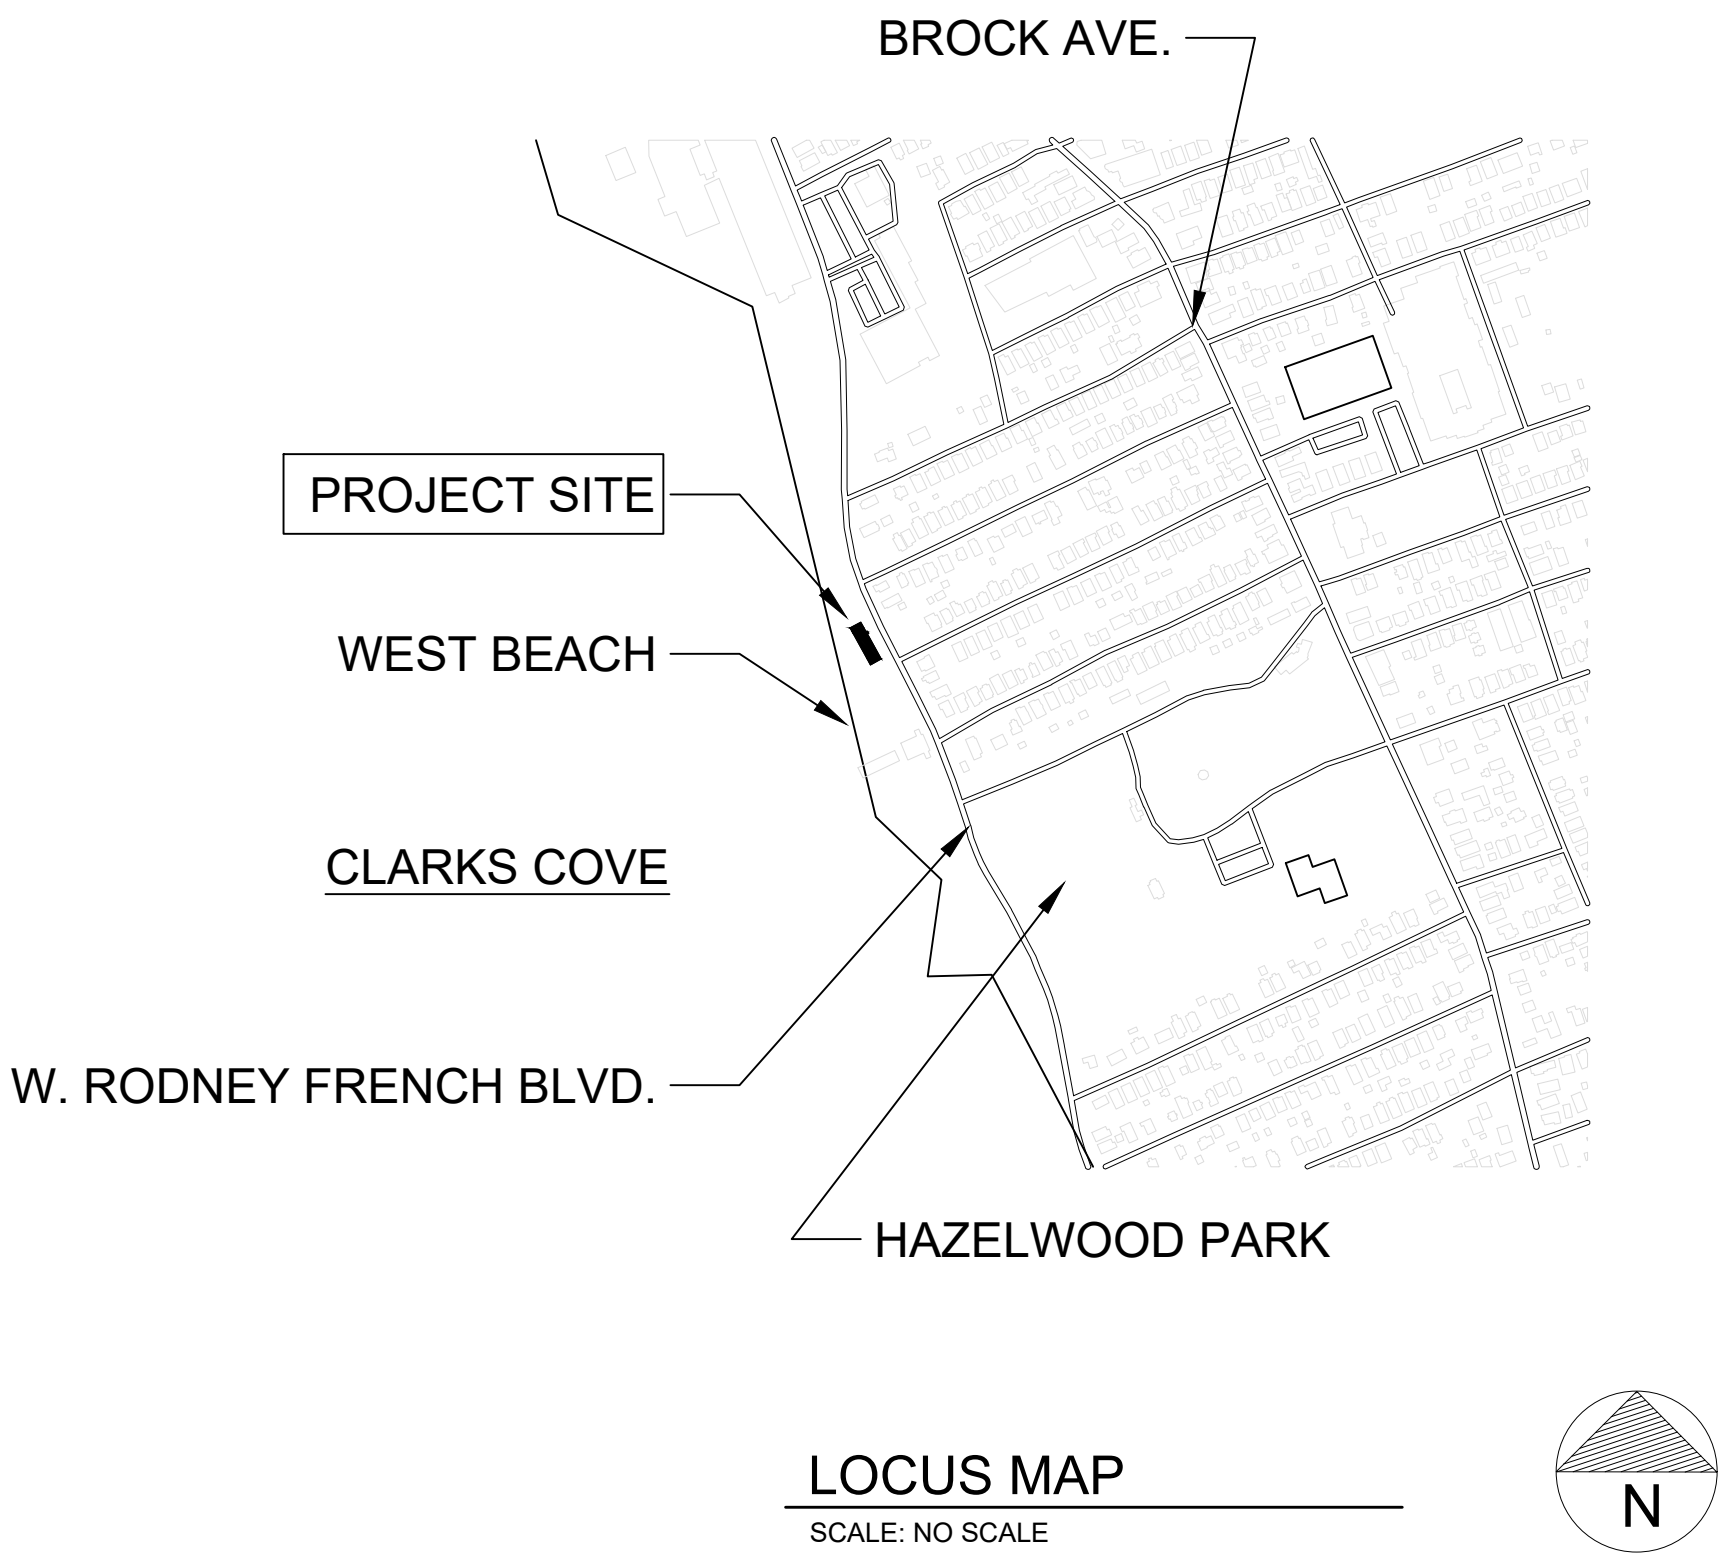 BROCK AVE.
PROJECT SITE
WEST BEACH
CLARKS COVE
W. RODNEY FRENCH BLVD.
HAZELWOOD PARK
LOCUS MAP
SCALE: NO SCALE
N